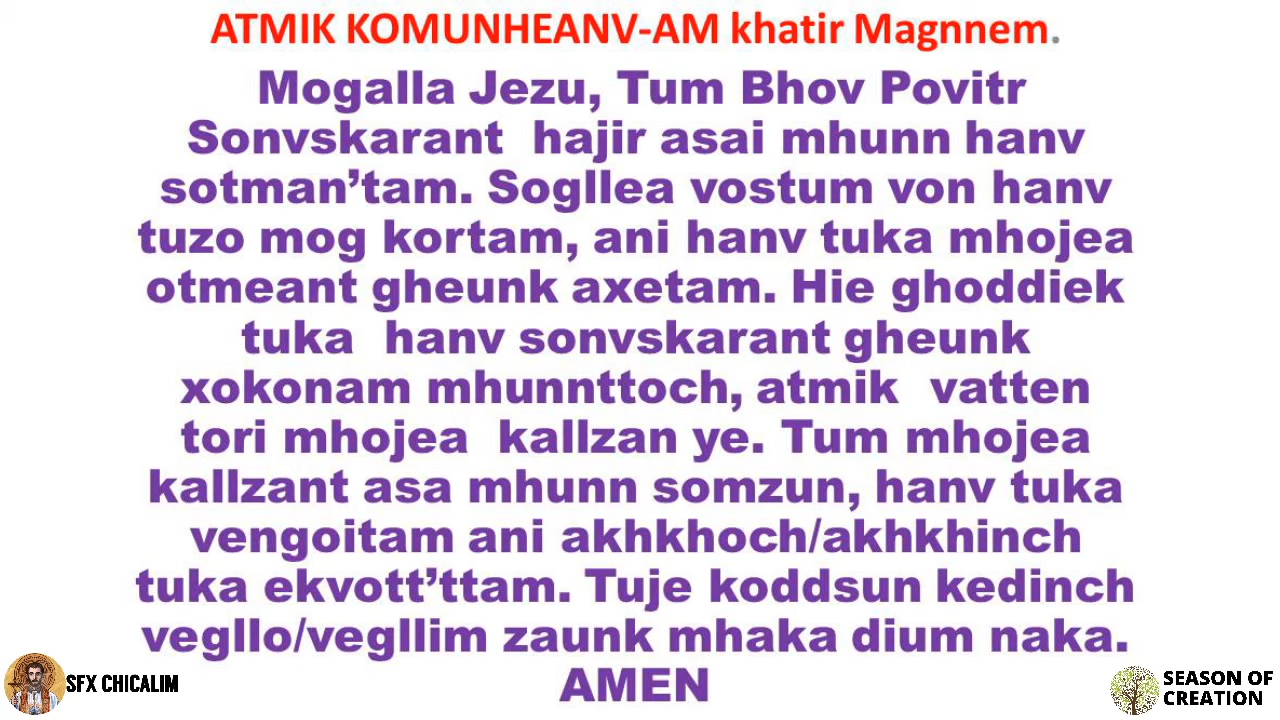 ATMIK KOMUNHEANV-AM khatir Magnnem.
Mogalla Jezu, Tum Bhov Povitr
Sonvskarant hajir asai mhunn hanv
sotman’tam. Sogllea vostum von hanv
tuzo mog kortam, ani hanv tuka mhojea
otmeant gheunk axetam. Hie ghoddiek
tuka hanv sonvskarant gheunk
xokonam mhunnttoch, atmik vatten
tori mhojea kallzan ye. Tum mhojea
kallzant asa mhunn somzun, hanv tuka
vengoitam ani akhkhoch/akhkhinch
tuka ekvott’ttam. Tuje koddsun kedinch
vegllo/vegllim zaunk mhaka dium naka.
AMEN
SFX CHICALIM
SEASON OF
CREATION